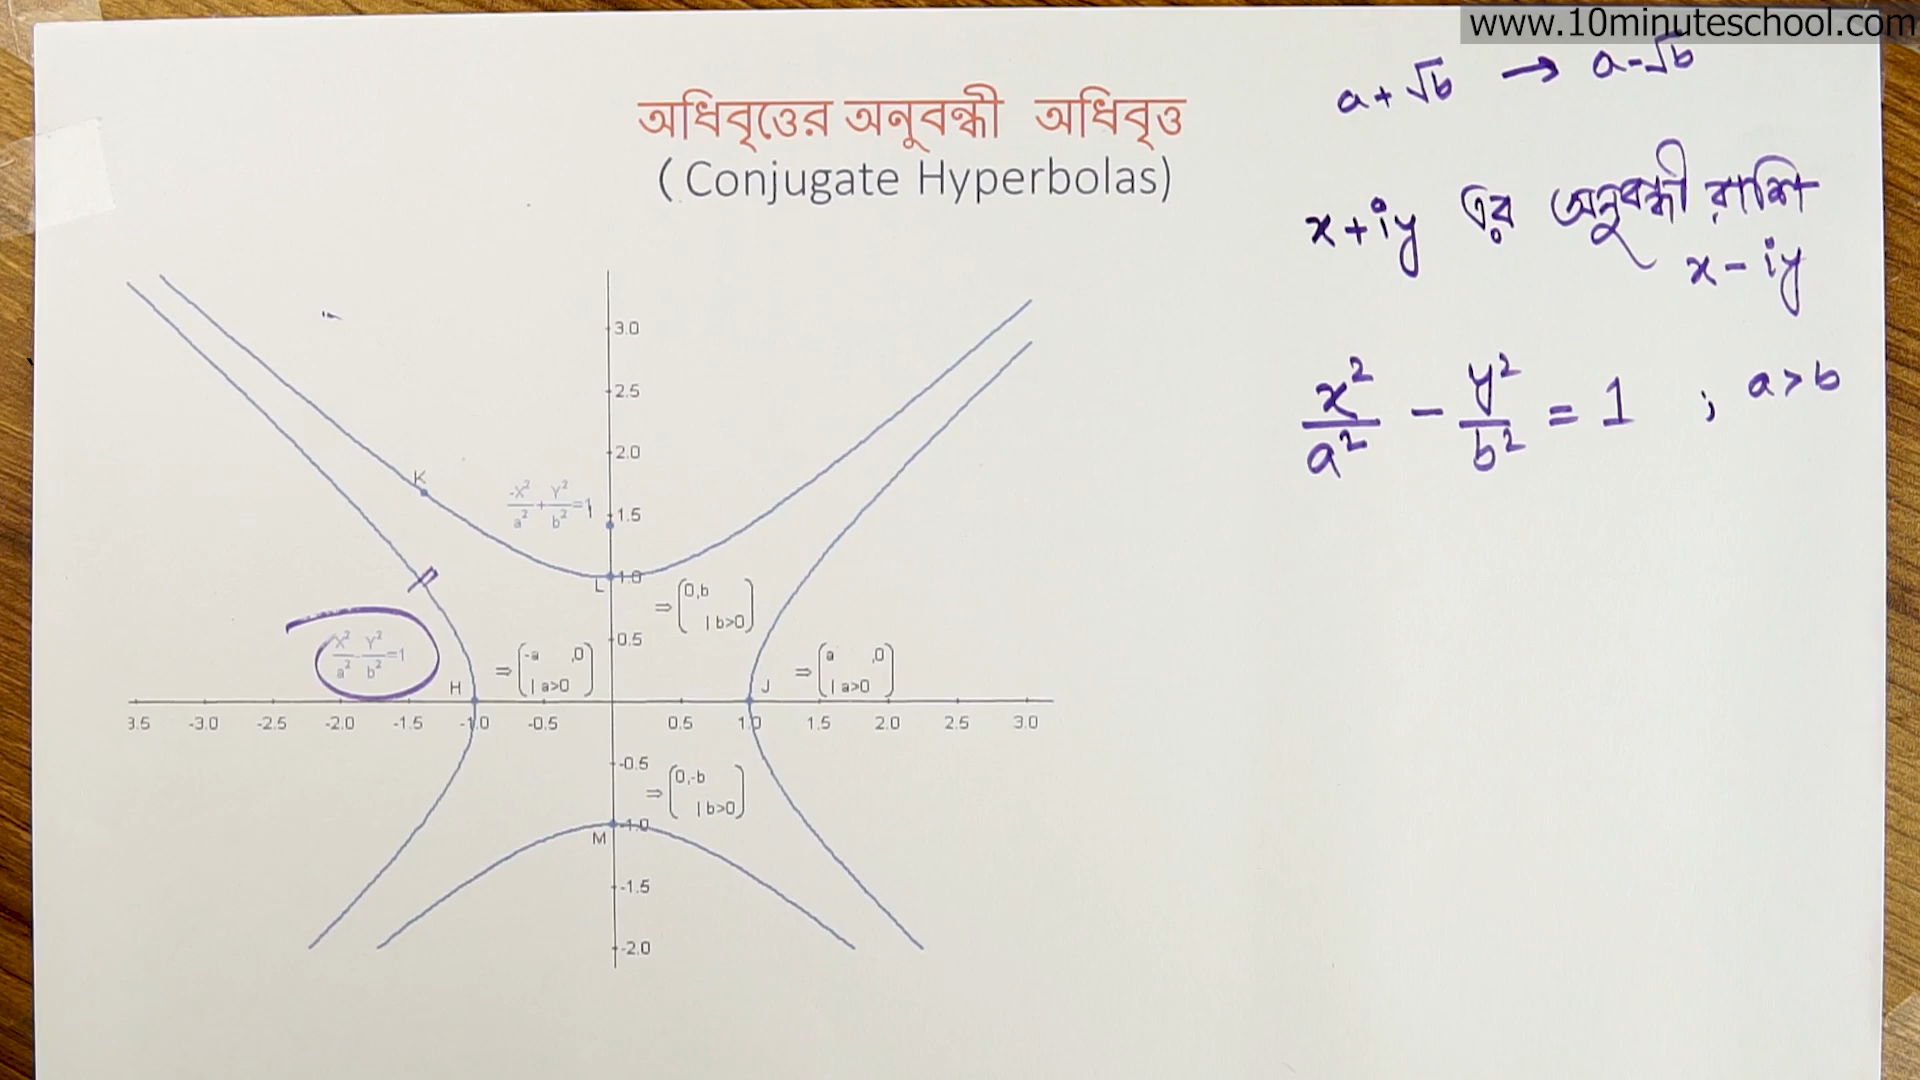 www.10minuteschool.com
a + √b → a - √b
অধিবৃত্তের অনুবন্ধী অধিবৃত্ত
( Conjugate Hyperbolas)
x + iy এর অনুবন্ধী রাশি
x - iy
x²/a² - y²/b² = 1 ; a > b
3.0
2.5
2.0
K
-X²/a² + Y²/b² = 1
1.5
L
1.0
⇒ (0,b | b>0)
0.5
X²/a² - Y²/b² = 1
H
⇒ (-a ,0 | a>0)
J
⇒ (a ,0 | a>0)
3.5 -3.0 -2.5 -2.0 -1.5 -1.0 -0.5 0.5 1.0 1.5 2.0 2.5 3.0
-0.5
⇒ (0,-b | b>0)
M
-1.0
-1.5
-2.0